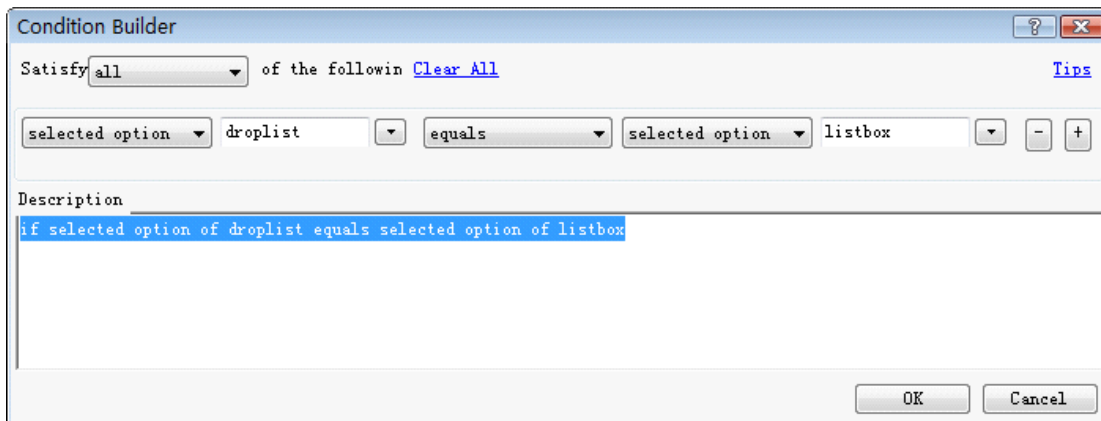 Condition Builder
Satisfy all of the followin Clear All Tips
selected option droplist equals selected option listbox - +
Description
if selected option of droplist equals selected option of listbox
OK Cancel